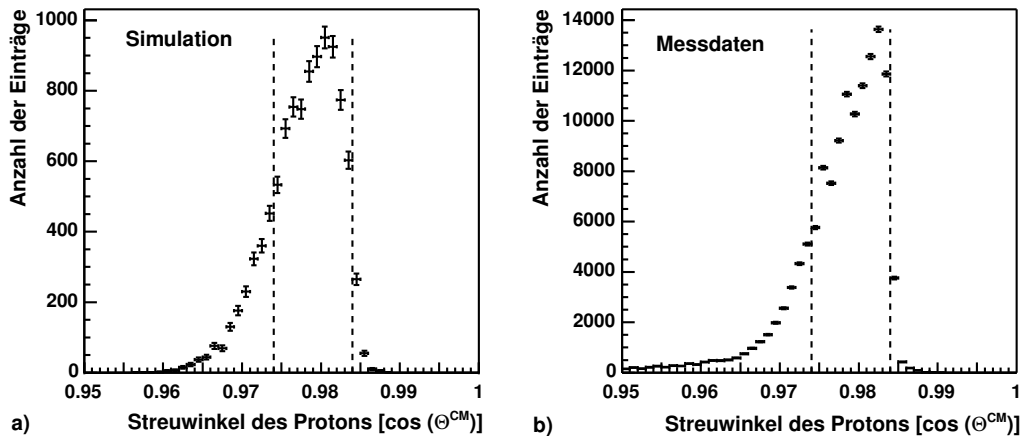 Anzahl der Einträge
1000
800
600
400
200
0
Simulation
0.95 0.96 0.97 0.98 0.99 1
a) Streuwinkel des Protons [cos (Θ^CM)]
Anzahl der Einträge
14000
12000
10000
8000
6000
4000
2000
0
Messdaten
0.95 0.96 0.97 0.98 0.99 1
b) Streuwinkel des Protons [cos (Θ^CM)]